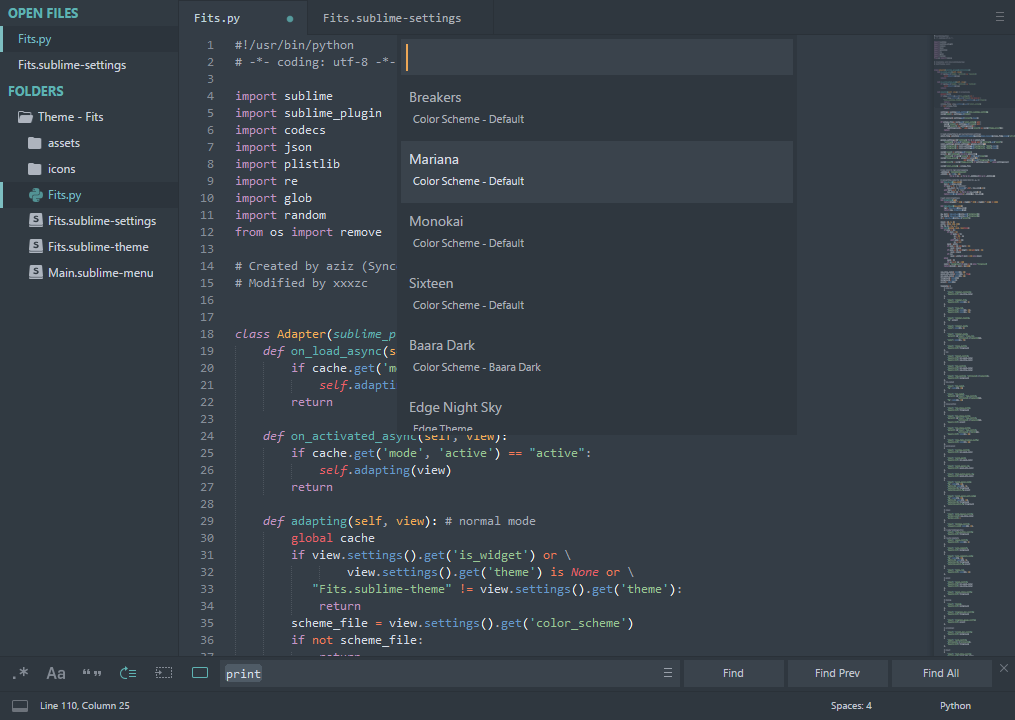 OPEN FILES
Fits.py
Fits.sublime-settings
FOLDERS
Theme - Fits
assets
icons
Fits.py
Fits.sublime-settings
Fits.sublime-theme
Main.sublime-menu
Fits.py
Fits.sublime-settings
1 #!/usr/bin/python
2 # -*- coding: utf-8 -*-
3
4 import sublime
5 import sublime_plugin
6 import codecs
7 import json
8 import plistlib
9 import re
10 import glob
11 import random
12 from os import remove
13
14 # Created by aziz (Sync
15 # Modified by xxxzc
16
17
18 class Adapter(sublime_p
19 def on_load_async(s
20 if cache.get('m
21 self.adapti
22 return
23
24 def on_activated_async(self, view):
25 if cache.get('mode', 'active') == "active":
26 self.adapting(view)
27 return
28
29 def adapting(self, view): # normal mode
30 global cache
31 if view.settings().get('is_widget') or \
32 view.settings().get('theme') is None or \
33 "Fits.sublime-theme" != view.settings().get('theme'):
34 return
35 scheme_file = view.settings().get('color_scheme')
36 if not scheme_file:
37 return
Breakers
Color Scheme - Default
Mariana
Color Scheme - Default
Monokai
Color Scheme - Default
Sixteen
Color Scheme - Default
Baara Dark
Color Scheme - Baara Dark
Edge Night Sky
Edge Theme
.* Aa “ ”
print
Find
Find Prev
Find All
Line 110, Column 25
Spaces: 4
Python